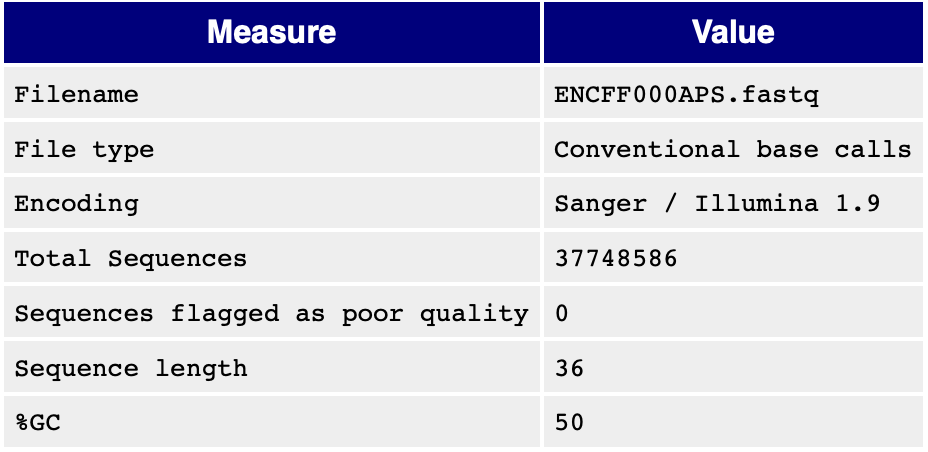 Measure Value
Filename ENCFF000APS.fastq
File type Conventional base calls
Encoding Sanger / Illumina 1.9
Total Sequences 37748586
Sequences flagged as poor quality 0
Sequence length 36
%GC 50